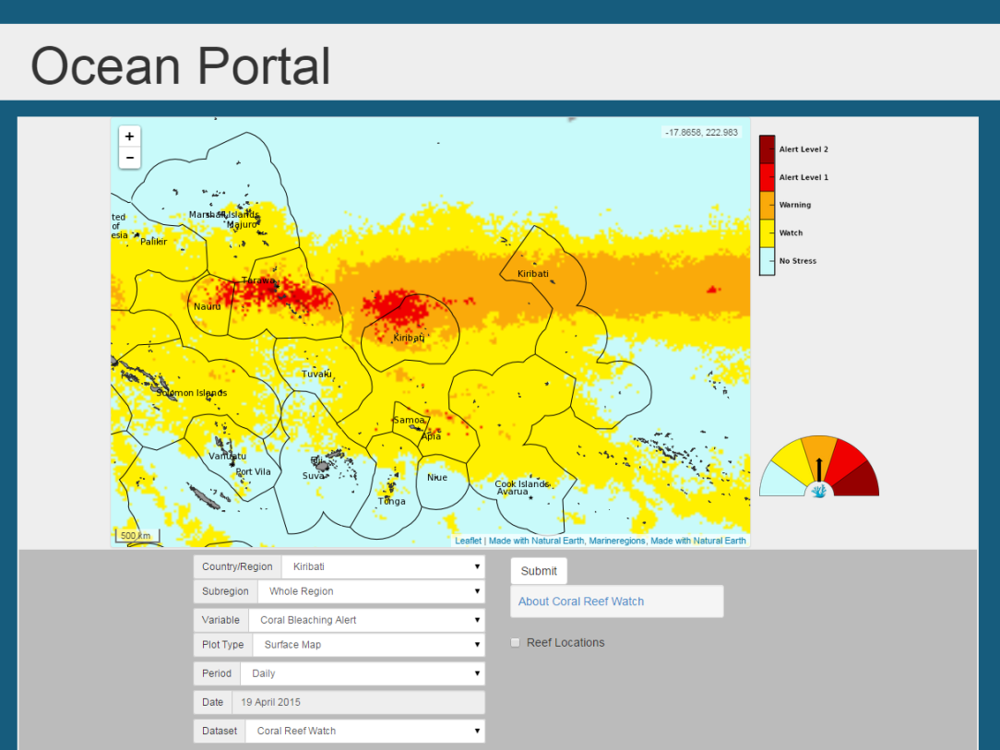 Ocean Portal
+
−
-17.8658, 222.983
Alert Level 2
Alert Level 1
Warning
Watch
No Stress
Marshall Islands
Majuro
ted
of
esia
Palikir
Tarawa
Kiribati
Nauru
Kiribati
Tuvalu
Solomon Islands
Samoa
Apia
Vanuatu
Port Vila
Fiji
Suva
Niue
Cook Islands
Avarua
Tonga
500 km
Leaflet | Made with Natural Earth, Marineregions, Made with Natural Earth
Country/Region Kiribati
Subregion Whole Region
Variable Coral Bleaching Alert
Plot Type Surface Map
Period Daily
Date 19 April 2015
Dataset Coral Reef Watch
Submit
About Coral Reef Watch
Reef Locations